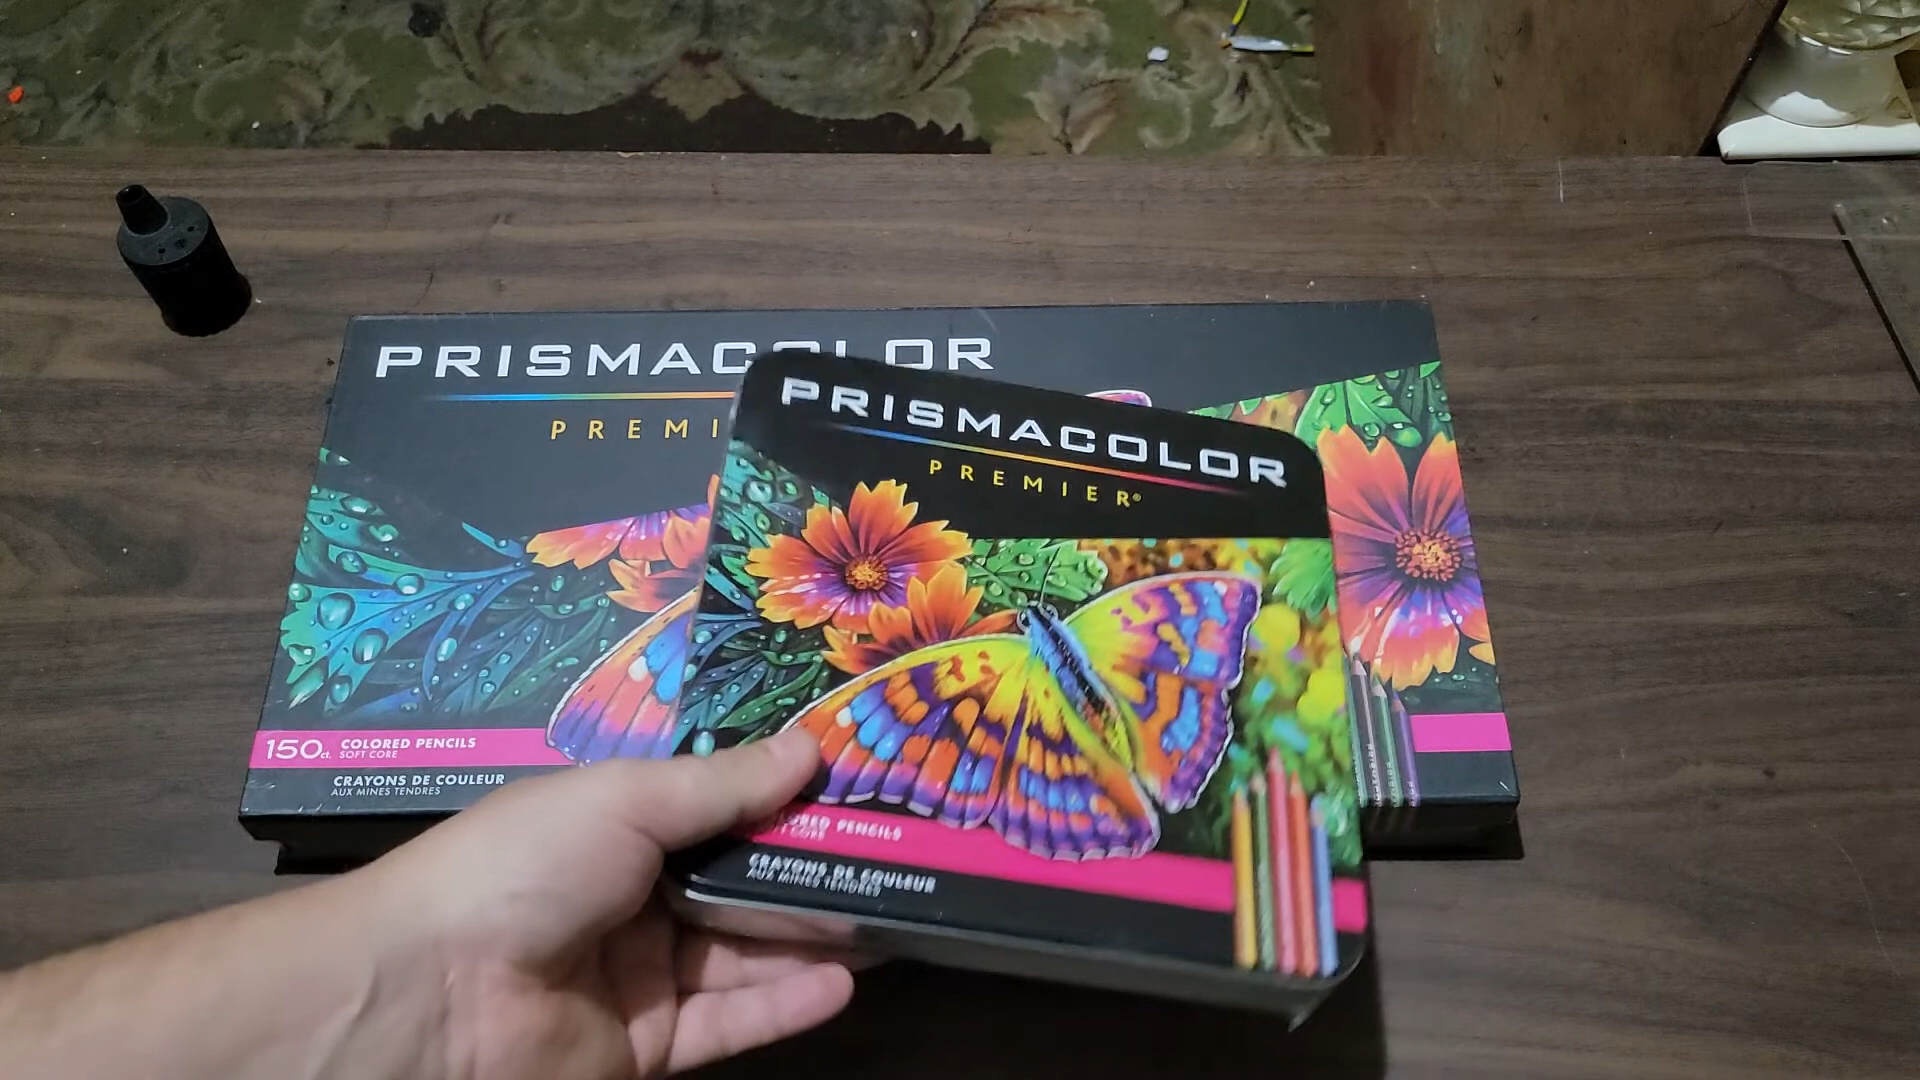 PRISMACOLOR
PREMI
150ct. COLORED PENCILS
SOFT CORE
CRAYONS DE COULEUR
AUX MINES TENDRES
PRISMACOLOR
PREMIER®
PENCILS
CRAYONS DE COULEUR
AUX MINES TENDRES